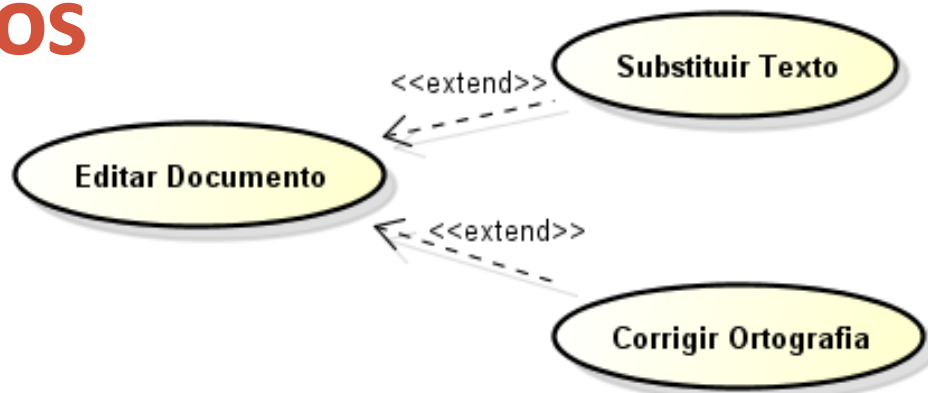 os
Substituir Texto
<<extend>>
Editar Documento
<<extend>>
Corrigir Ortografia